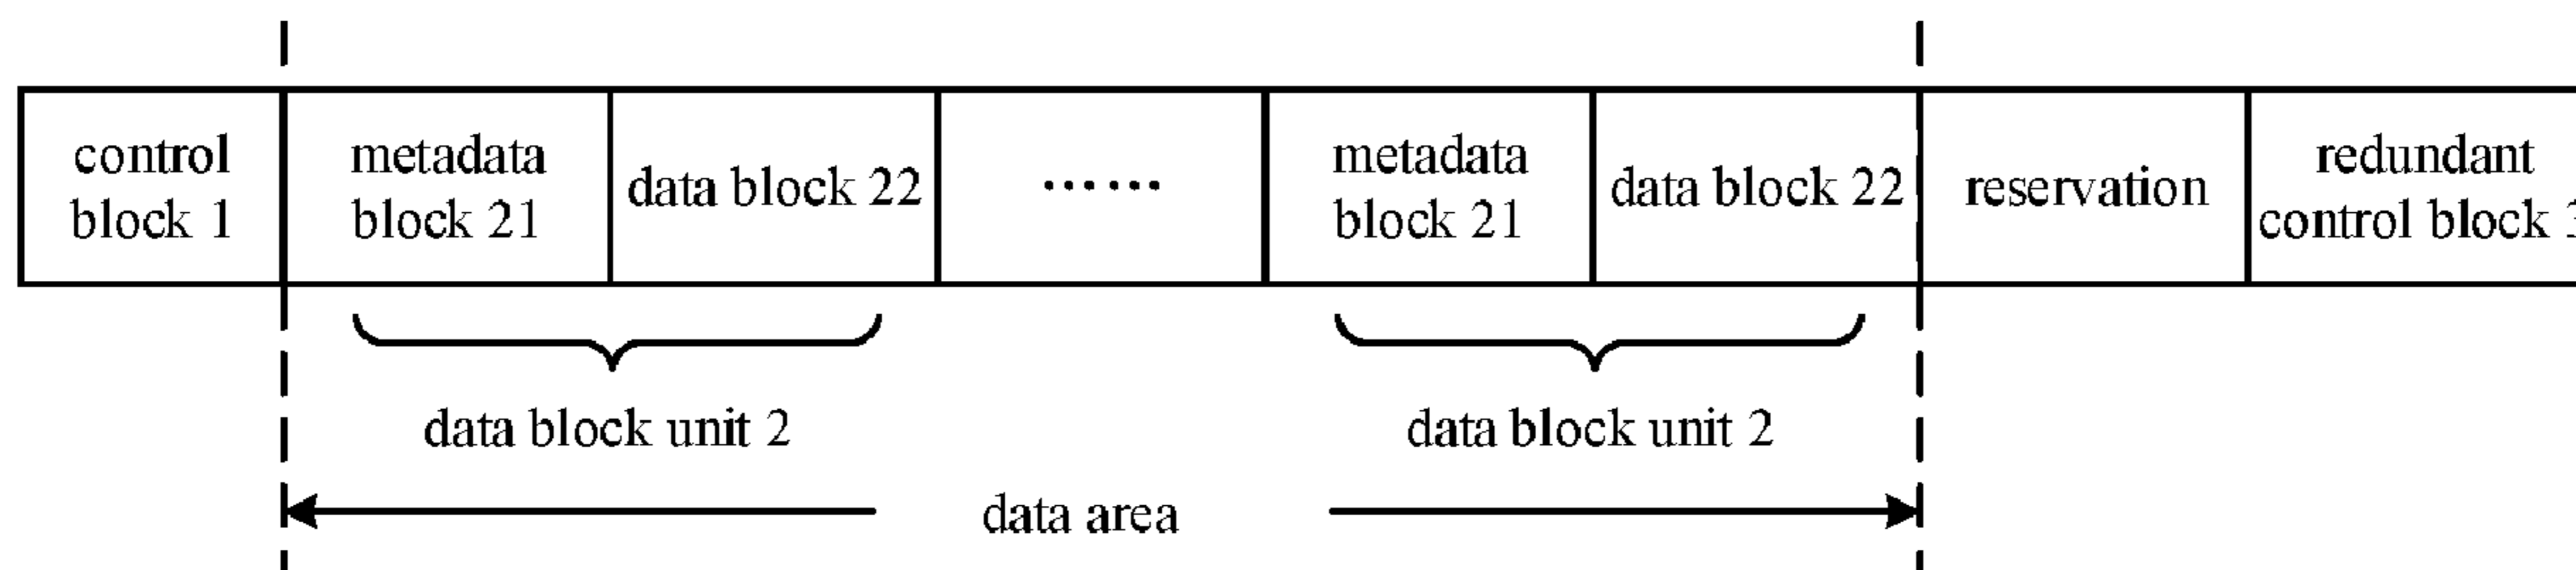 control
block 1
metadata
block 21
data block 22
……
metadata
block 21
data block 22
reservation
redundant
control block
data block unit 2
data block unit 2
data area